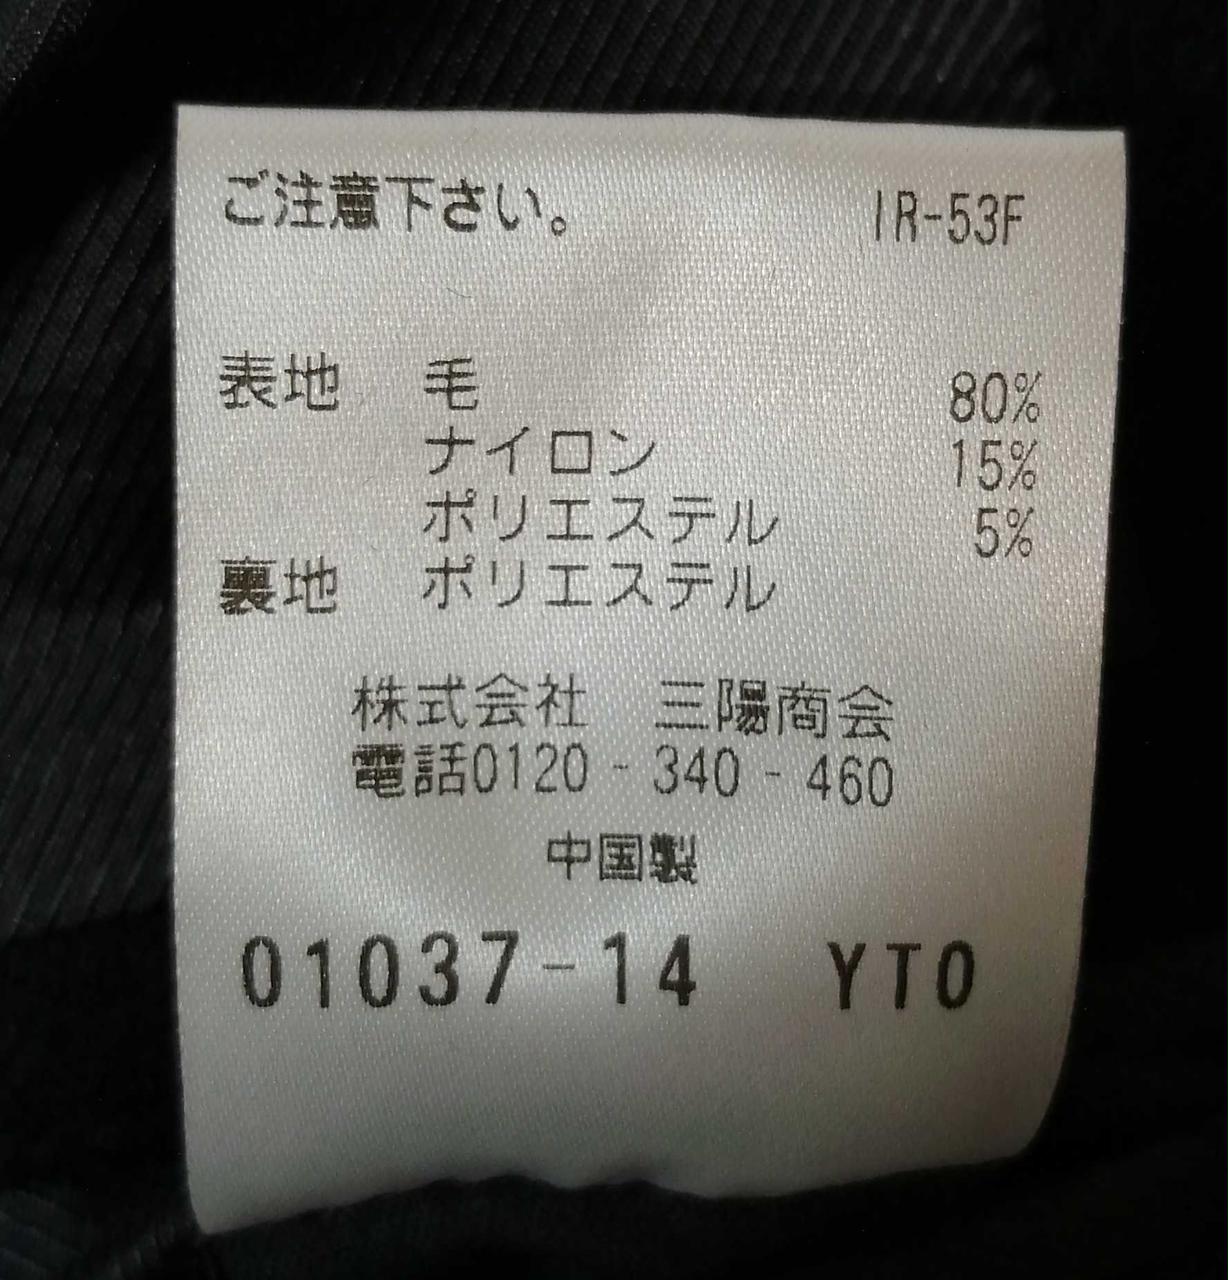 ご注意下さい。 IR-53F
表地 毛 80%
ナイロン 15%
ポリエステル 5%
裏地 ポリエステル
株式会社 三陽商会
電話0120-340-460
中国製
01037-14 YTO